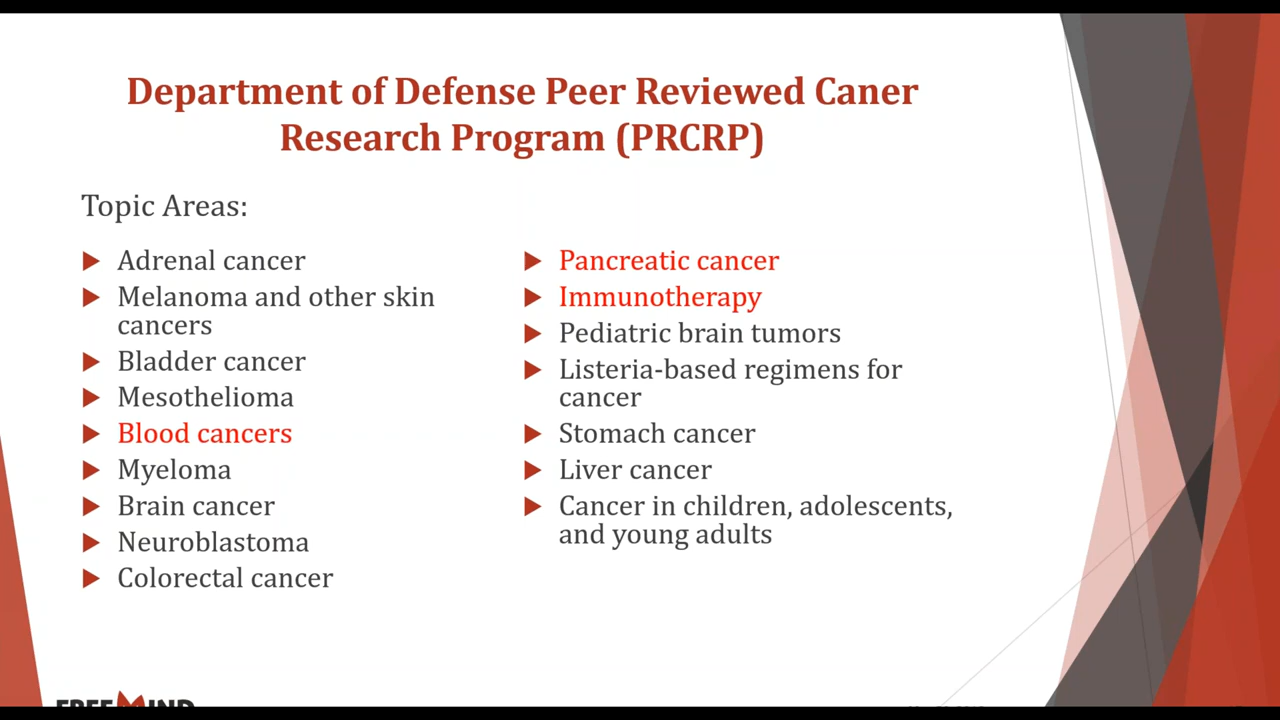 Department of Defense Peer Reviewed Caner
Research Program (PRCRP)
Topic Areas:
Adrenal cancer
Melanoma and other skin
cancers
Bladder cancer
Mesothelioma
Blood cancers
Myeloma
Brain cancer
Neuroblastoma
Colorectal cancer
Pancreatic cancer
Immunotherapy
Pediatric brain tumors
Listeria-based regimens for
cancer
Stomach cancer
Liver cancer
Cancer in children, adolescents,
and young adults
FREEMIND